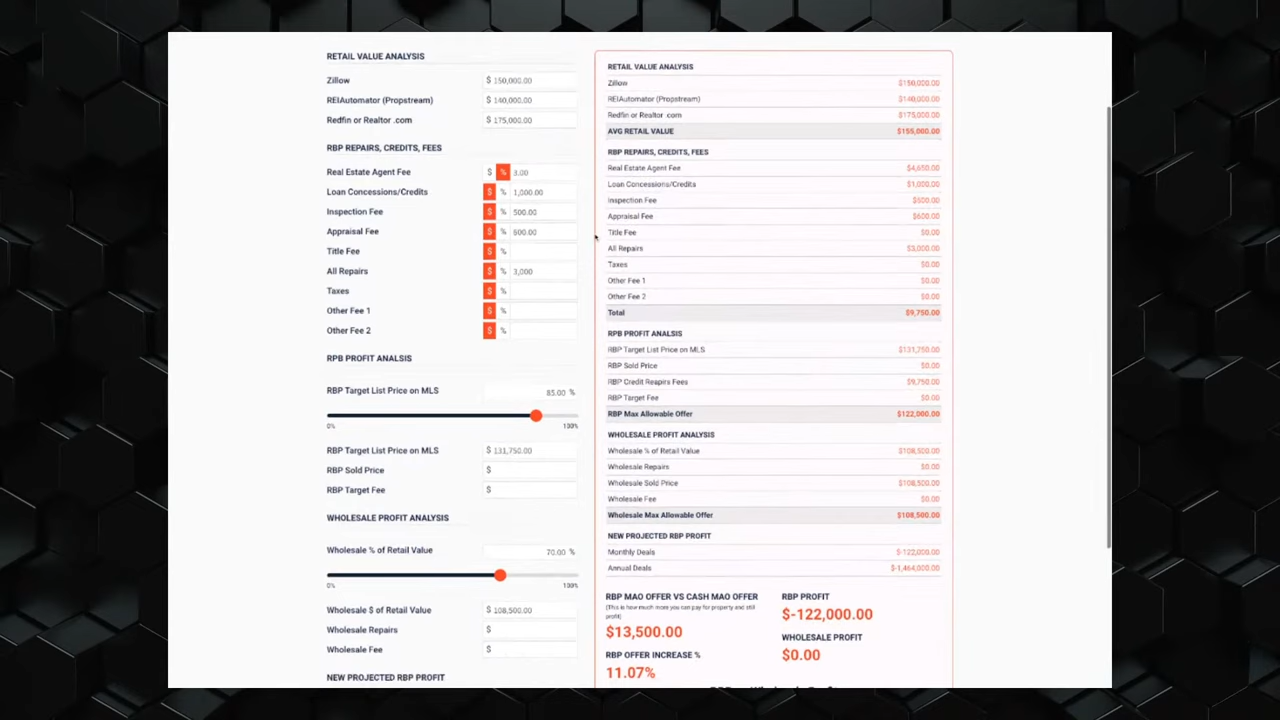 RETAIL VALUE ANALYSIS
Zillow $ 150,000.00
REIAutomator (Propstream) $ 140,000.00
Redfin or Realtor .com $ 175,000.00
RBP REPAIRS, CREDITS, FEES
Real Estate Agent Fee $ % 3.00
Loan Concessions/Credits $ % 1,000.00
Inspection Fee $ % 500.00
Appraisal Fee $ % 600.00
Title Fee $ %
All Repairs $ % 3,000
Taxes $ %
Other Fee 1 $ %
Other Fee 2 $ %
RPB PROFIT ANALSIS
RBP Target List Price on MLS 85.00 %
0% 100%
RBP Target List Price on MLS $ 131,750.00
RBP Sold Price $
RBP Target Fee $
WHOLESALE PROFIT ANALYSIS
Wholesale % of Retail Value 70.00 %
0% 100%
Wholesale $ of Retail Value $ 108,500.00
Wholesale Repairs $
Wholesale Fee $
NEW PROJECTED RBP PROFIT
RETAIL VALUE ANALYSIS
Zillow $150,000.00
REIAutomator (Propstream) $140,000.00
Redfin or Realtor .com $175,000.00
AVG RETAIL VALUE $155,000.00
RBP REPAIRS, CREDITS, FEES
Real Estate Agent Fee $4,650.00
Loan Concessions/Credits $1,000.00
Inspection Fee $500.00
Appraisal Fee $600.00
Title Fee $0.00
All Repairs $3,000.00
Taxes $0.00
Other Fee 1 $0.00
Other Fee 2 $0.00
Total $9,750.00
RPB PROFIT ANALSIS
RBP Target List Price on MLS $131,750.00
RBP Sold Price $0.00
RBP Credit Reapirs Fees $9,750.00
RBP Target Fee $0.00
RBP Max Allowable Offer $122,000.00
WHOLESALE PROFIT ANALYSIS
Wholesale % of Retail Value $108,500.00
Wholesale Repairs $0.00
Wholesale Sold Price $108,500.00
Wholesale Fee $0.00
Wholesale Max Allowable Offer $108,500.00
NEW PROJECTED RBP PROFIT
Monthly Deals $-122,000.00
Annual Deals $-1,464,000.00
RBP MAO OFFER VS CASH MAO OFFER
(This is how much more you can pay for property and still
profit)
$13,500.00
RBP OFFER INCREASE %
11.07%
RBP PROFIT
$-122,000.00
WHOLESALE PROFIT
$0.00